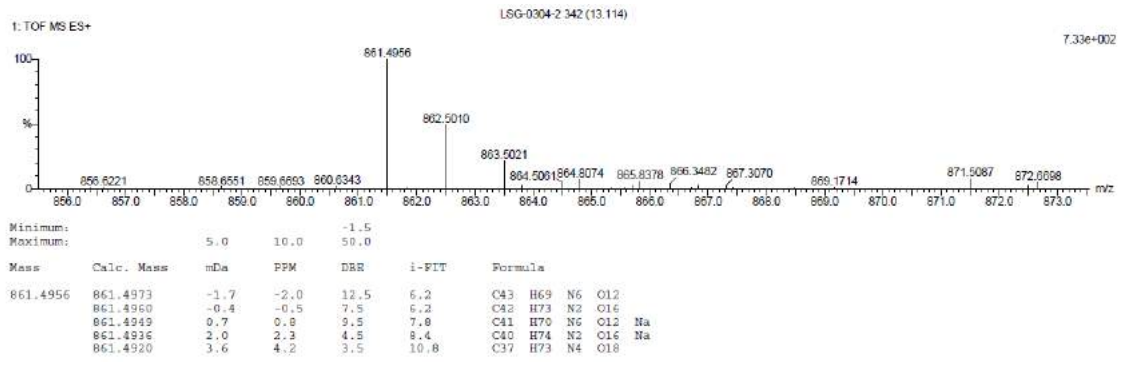 LSG-0304-2 342 (13.114)
1: TOF MS ES+
7.33e+002
100
861.4956
%
862.5010
863.5021
856.6221 858.6551 859.6693 860.6343 864.5061 864.8074 865.8378 866.3482 867.3070 869.1714 871.5087 872.6698
0
m/z
856.0 857.0 858.0 859.0 860.0 861.0 862.0 863.0 864.0 865.0 866.0 867.0 868.0 869.0 870.0 871.0 872.0 873.0
Minimum: -1.5
Maximum: 5.0 10.0 50.0
Mass Calc. Mass mDa PPM DBE i-FIT Formula
861.4956 861.4973 -1.7 -2.0 12.5 6.2 C43 H69 N6 O12
861.4960 -0.4 -0.5 7.5 6.2 C42 H73 N2 O16
861.4949 0.7 0.8 9.5 7.8 C41 H70 N6 O12 Na
861.4936 2.0 2.3 4.5 8.4 C40 H74 N2 O16 Na
861.4920 3.6 4.2 3.5 10.8 C37 H73 N4 O18